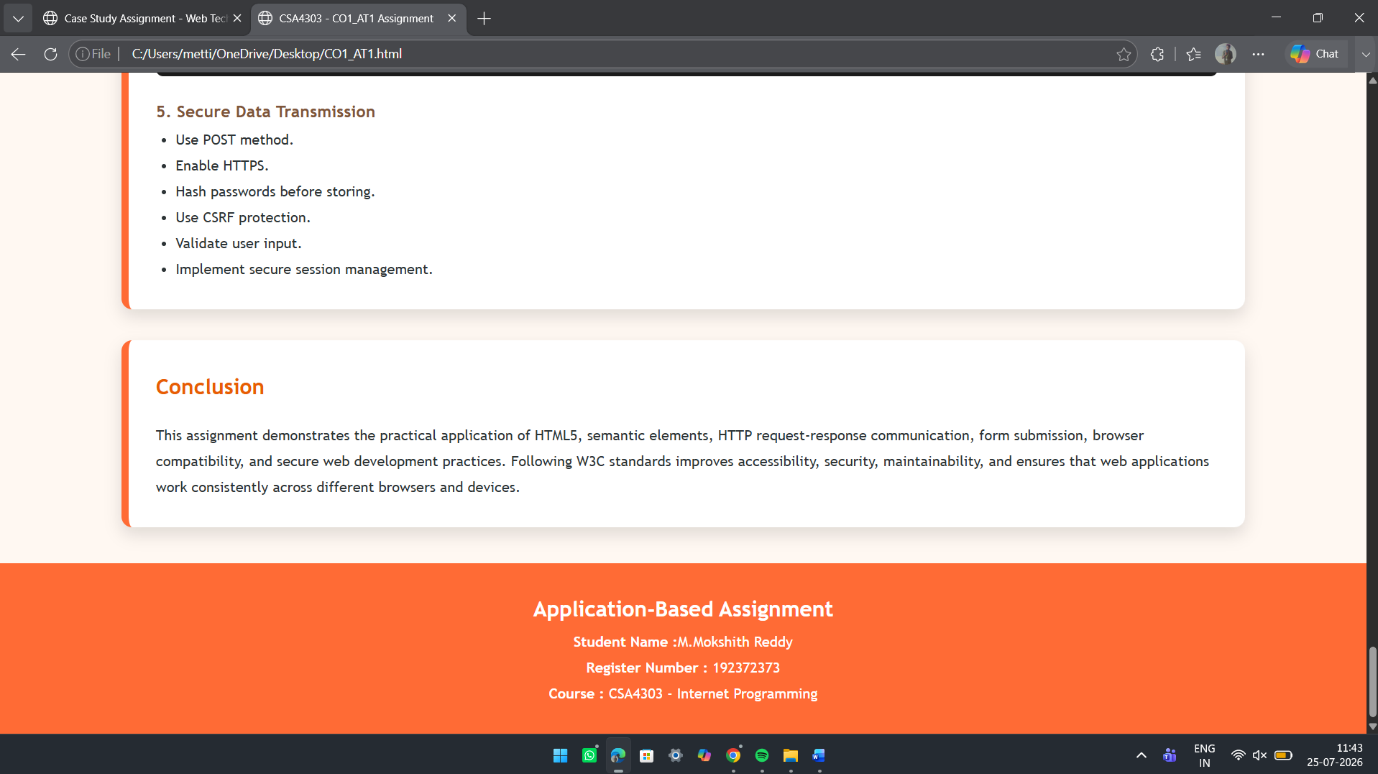 Case Study Assignment - Web Tec
CSA4303 - CO1_AT1 Assignment
File
C:/Users/metti/OneDrive/Desktop/CO1_AT1.html
Chat
5. Secure Data Transmission
• Use POST method.
• Enable HTTPS.
• Hash passwords before storing.
• Use CSRF protection.
• Validate user input.
• Implement secure session management.
Conclusion
This assignment demonstrates the practical application of HTML5, semantic elements, HTTP request-response communication, form submission, browser
compatibility, and secure web development practices. Following W3C standards improves accessibility, security, maintainability, and ensures that web applications
work consistently across different browsers and devices.
Application-Based Assignment
Student Name :M.Mokshith Reddy
Register Number : 192372373
Course : CSA4303 - Internet Programming
ENG
IN
11:43
25-07-2026